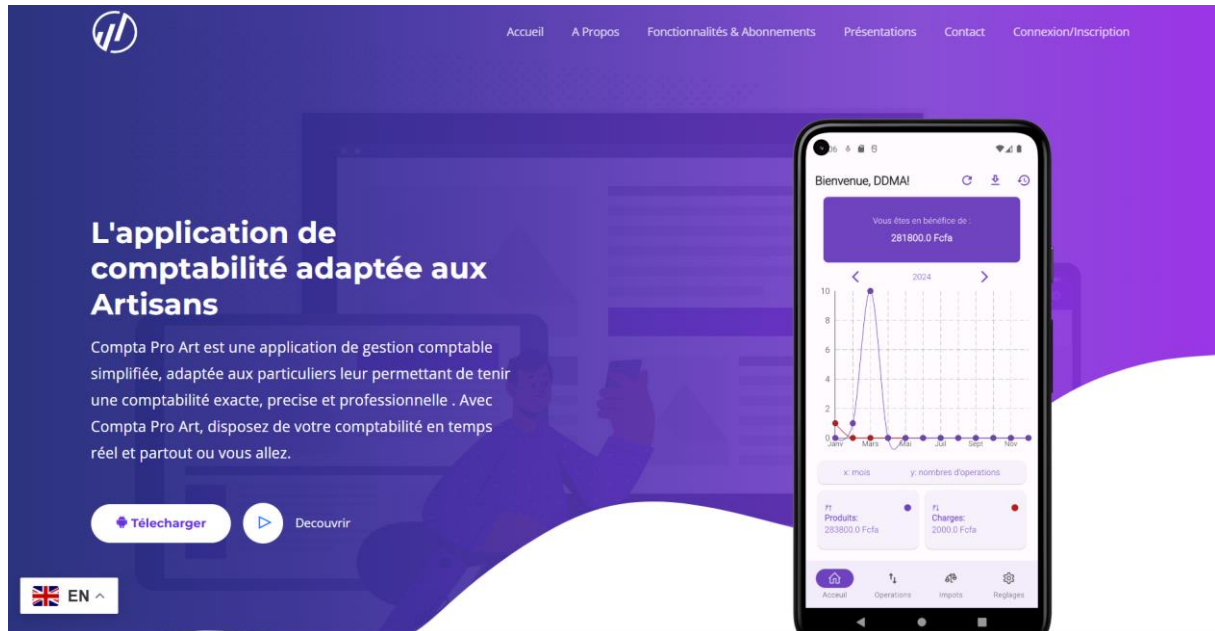 Accueil A Propos Fonctionnalités & Abonnements Présentations Contact Connexion/Inscription
L'application de
comptabilité adaptée aux
Artisans
Compta Pro Art est une application de gestion comptable
simplifiée, adaptée aux particuliers leur permettant de tenir
une comptabilité exacte, precise et professionnelle . Avec
Compta Pro Art, disposez de votre comptabilité en temps
réel et partout ou vous allez.
Télecharger
Decouvrir
EN
Bienvenue, DDMA!
Vous êtes en bénéfice de :
281800.0 Fcfa
2024
10
8
6
4
2
0
Janv Mars Mai Juil Sept Nov
x: mois y: nombres d'operations
Produits:
283800.0 Fcfa
Charges:
2000.0 Fcfa
Acceuil Operations Impots Reglages